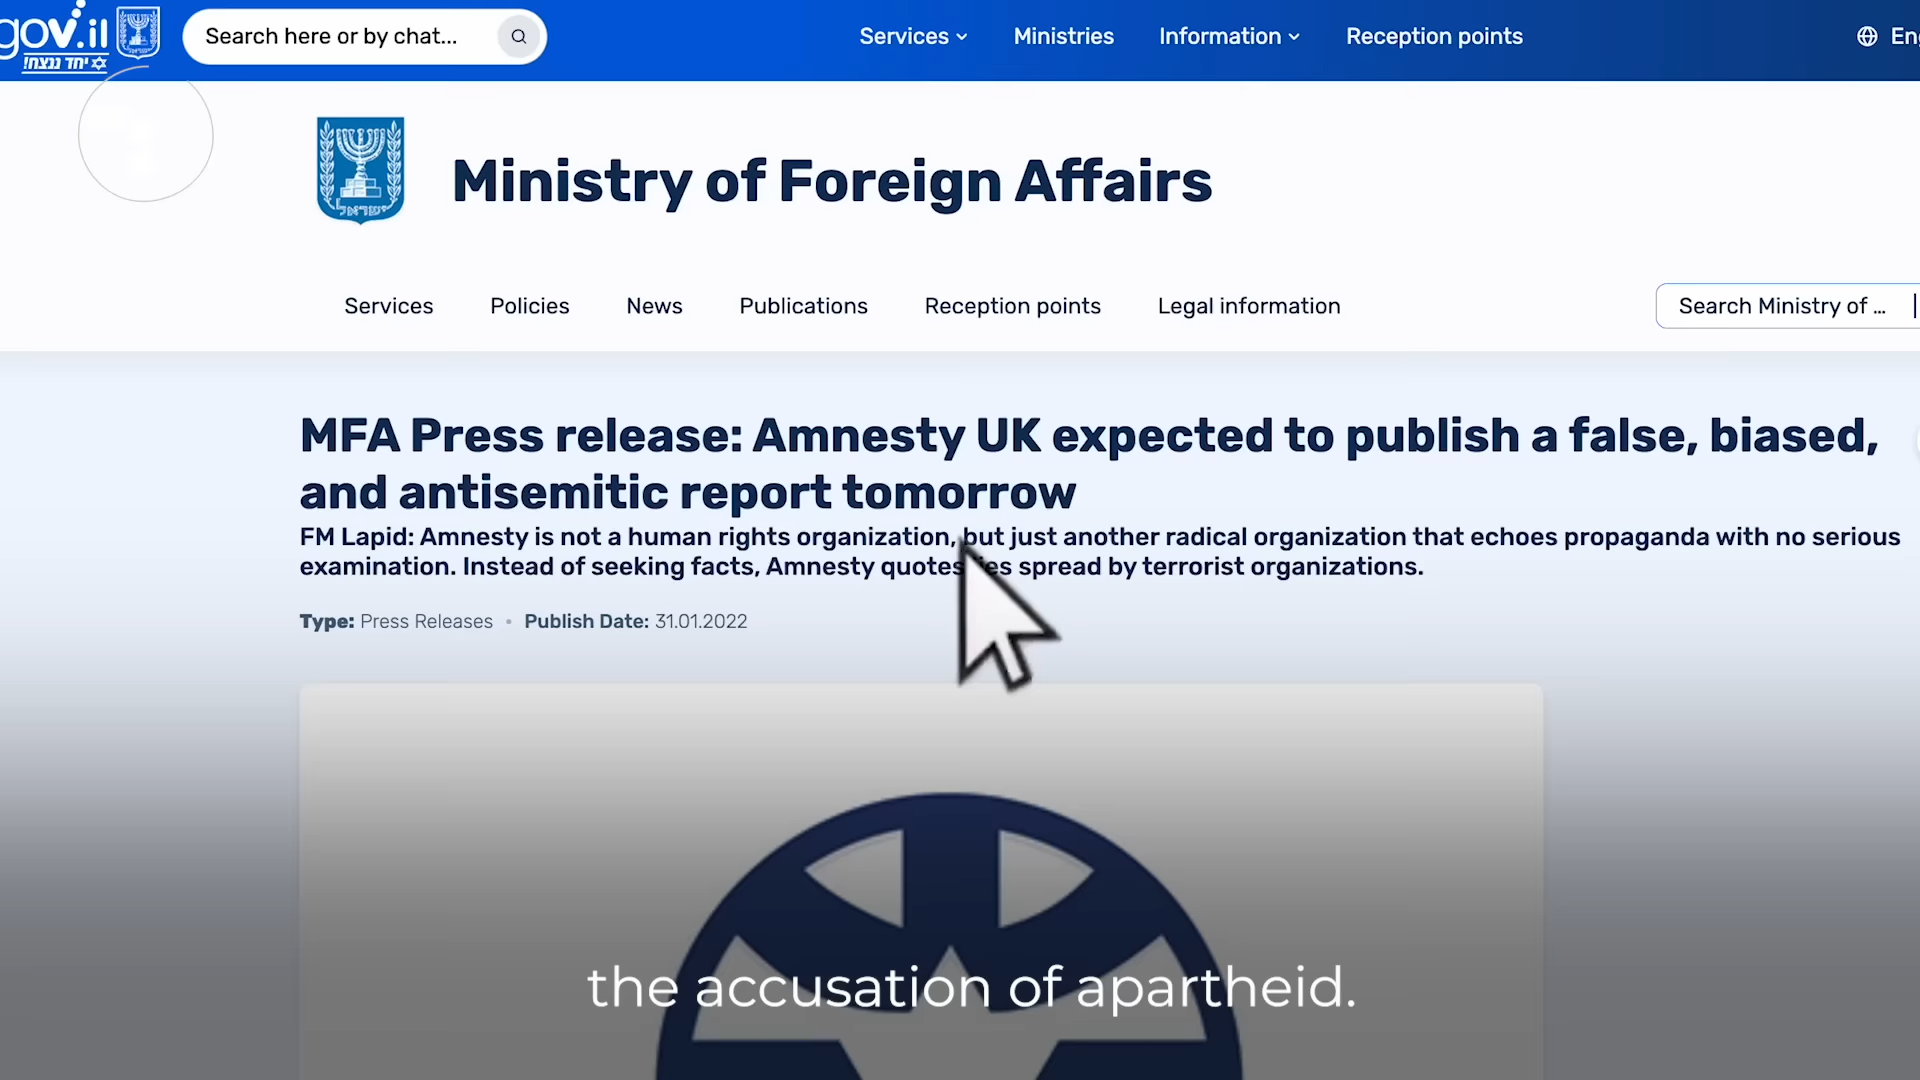 gov.il
יחד ננצח!
Search here or by chat...
Services
Ministries
Information
Reception points
ישראל
Ministry of Foreign Affairs
Services
Policies
News
Publications
Reception points
Legal information
Search Ministry of ...
MFA Press release: Amnesty UK expected to publish a false, biased,
and antisemitic report tomorrow
FM Lapid: Amnesty is not a human rights organization, but just another radical organization that echoes propaganda with no serious
examination. Instead of seeking facts, Amnesty quotes spread by terrorist organizations.
Type: Press Releases • Publish Date: 31.01.2022
the accusation of apartheid.